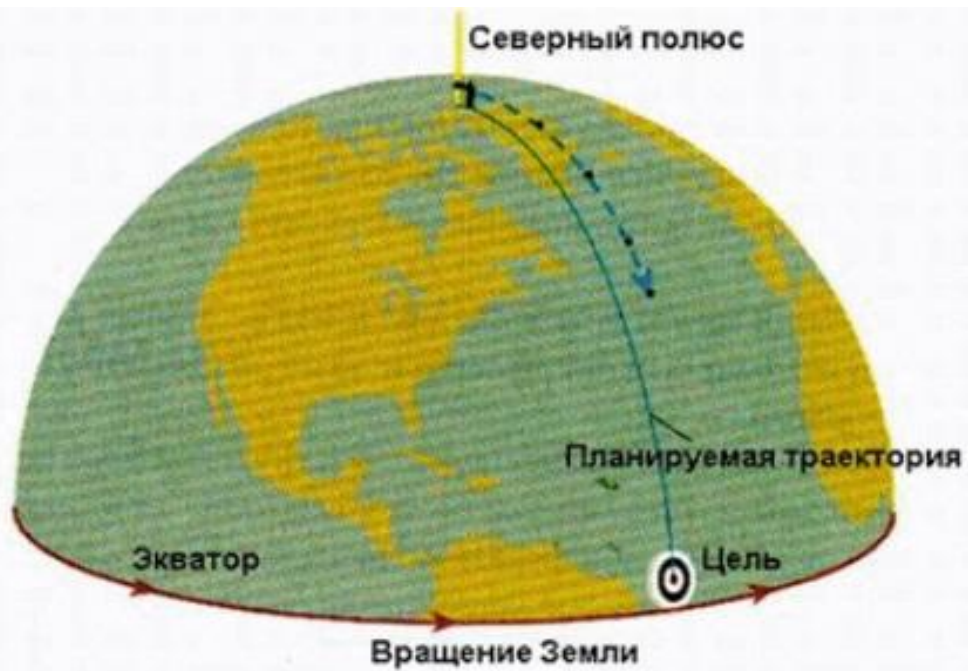 Северный полюс
Планируемая траектория
Экватор
Цель
Вращение Земли